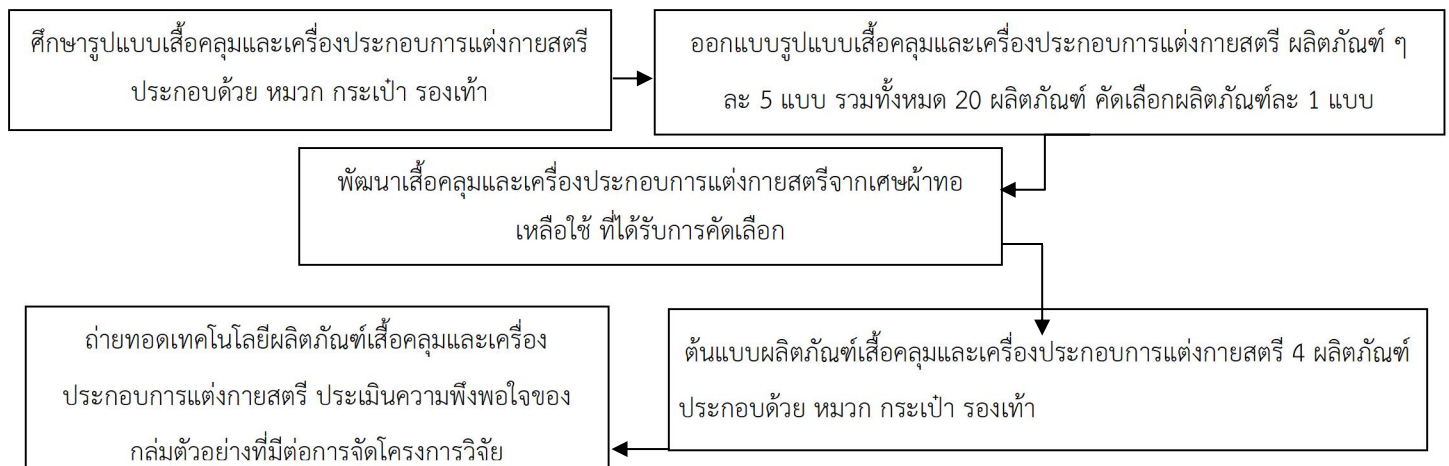 ศึกษารูปแบบเสื้อคลุมและเครื่องประกอบการแต่งกายสตรี
ประกอบด้วย หมวก กระเป๋า รองเท้า
ออกแบบรูปแบบเสื้อคลุมและเครื่องประกอบการแต่งกายสตรี ผลิตภัณฑ์ ๆ
ละ 5 แบบ รวมทั้งหมด 20 ผลิตภัณฑ์ คัดเลือกผลิตภัณฑ์ละ 1 แบบ
พัฒนาเสื้อคลุมและเครื่องประกอบการแต่งกายสตรีจากเศษผ้าทอ
เหลือใช้ ที่ได้รับการคัดเลือก
ต้นแบบผลิตภัณฑ์เสื้อคลุมและเครื่องประกอบการแต่งกายสตรี 4 ผลิตภัณฑ์
ประกอบด้วย หมวก กระเป๋า รองเท้า
ถ่ายทอดเทคโนโลยีผลิตภัณฑ์เสื้อคลุมและเครื่อง
ประกอบการแต่งกายสตรี ประเมินความพึงพอใจของ
กลุ่มตัวอย่างที่มีต่อการจัดโครงการวิจัย